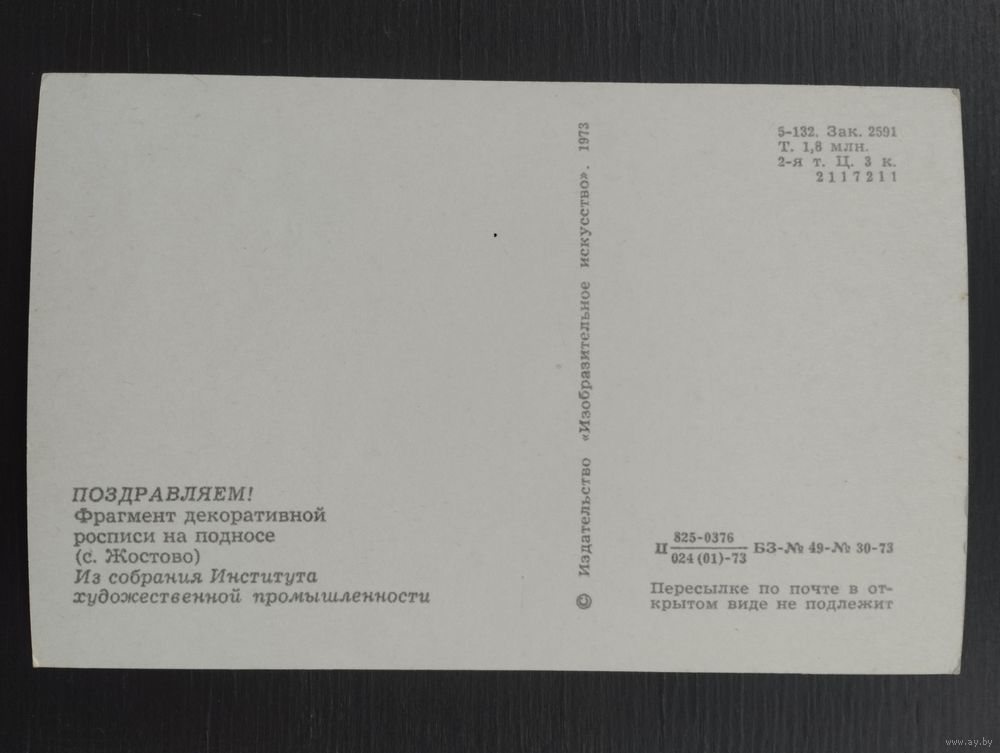 ПОЗДРАВЛЯЕМ!
Фрагмент декоративной
росписи на подносе
(с. Жостово)
Из собрания Института
художественной промышленности
© Издательство «Изобразительное искусство». 1973
5-132. Зак. 2591
Т. 1,8 млн.
2-я т. Ц. 3 к.
2117211
825-0376
П БЗ-№ 49-№ 30-73
024 (01)-73
Пересылке по почте в от-
крытом виде не подлежит
www.ay.by